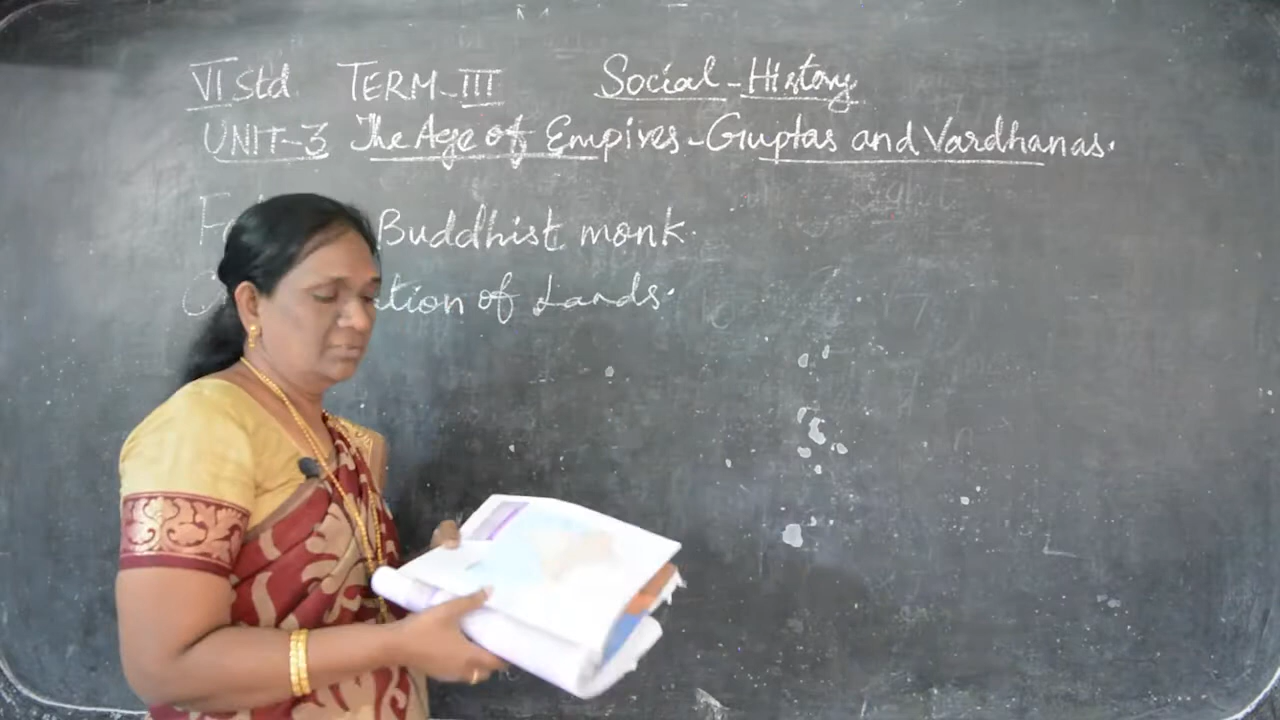 VI Std TERM-III Social-History
UNIT-3 The Age of Empires-Guptas and Vardhanas.
Buddhist monk.
of Lands.